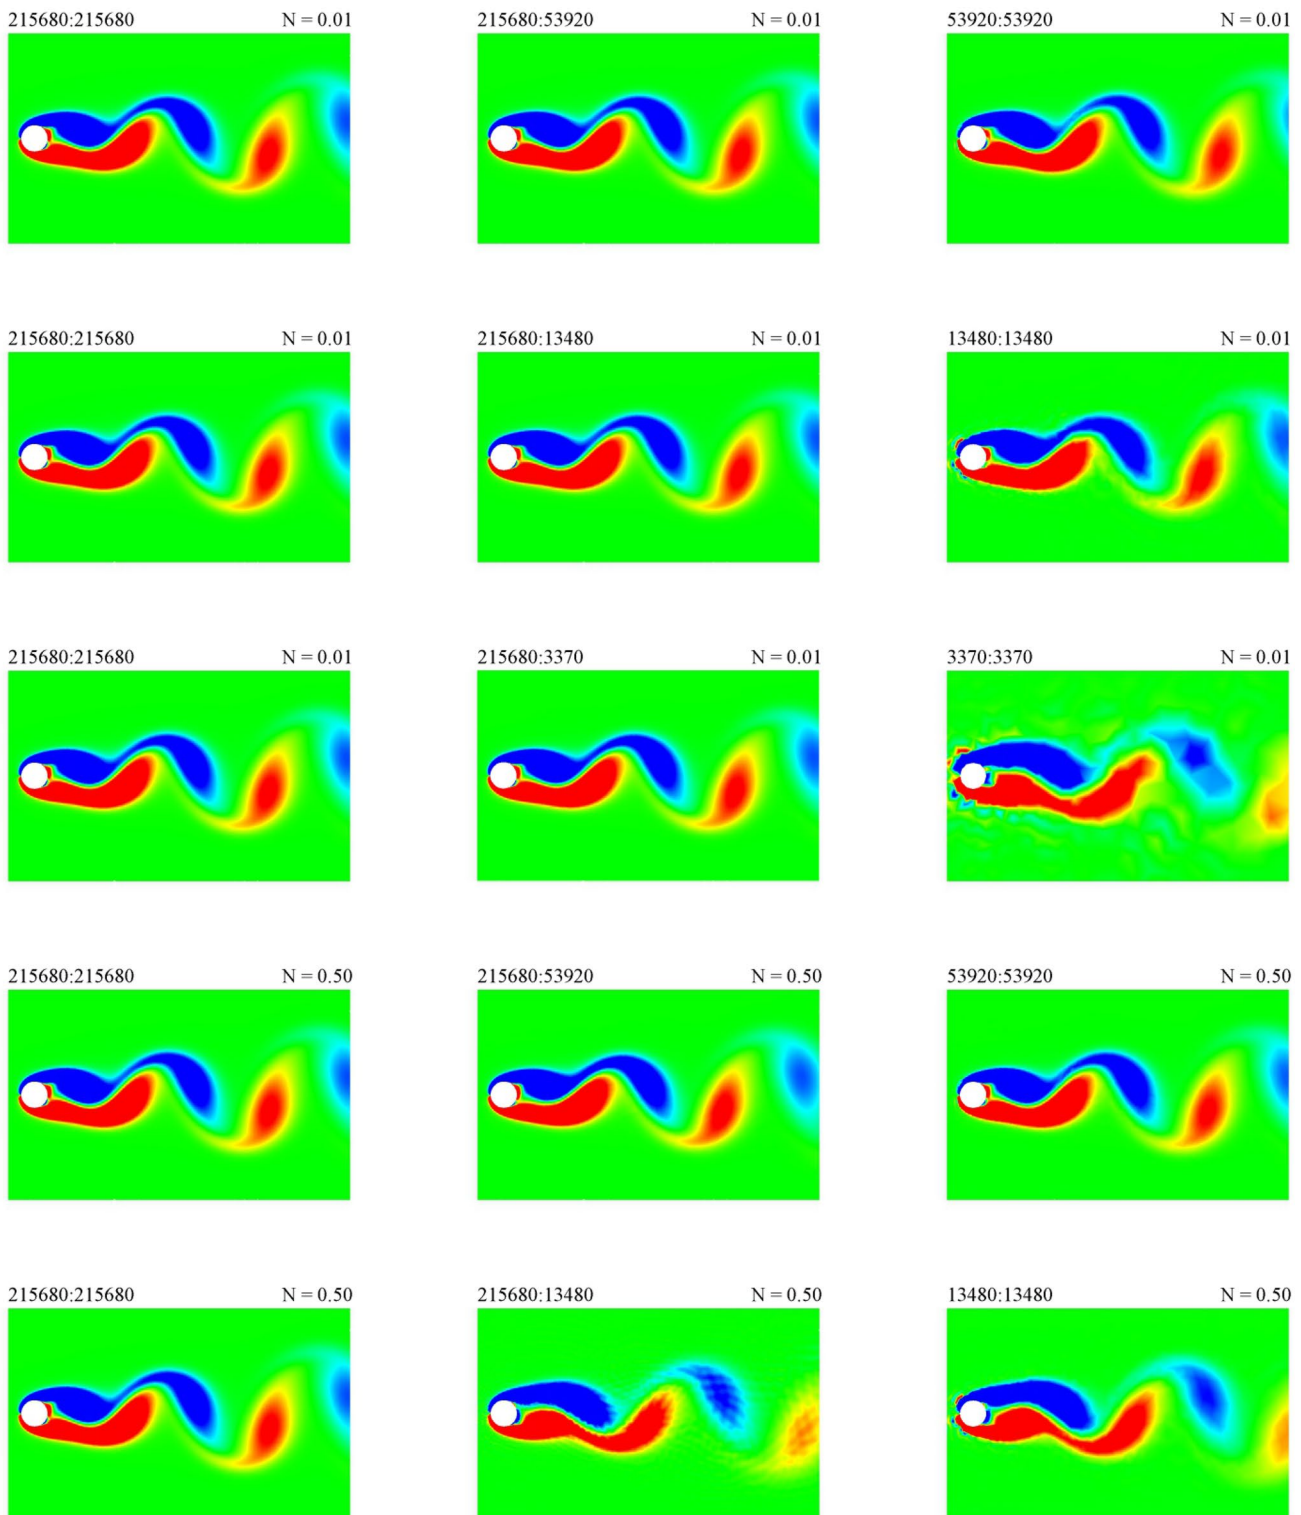 215680:215680 N = 0.01 215680:53920 N = 0.01 53920:53920 N = 0.01
215680:215680 N = 0.01 215680:13480 N = 0.01 13480:13480 N = 0.01
215680:215680 N = 0.01 215680:3370 N = 0.01 3370:3370 N = 0.01
215680:215680 N = 0.50 215680:53920 N = 0.50 53920:53920 N = 0.50
215680:215680 N = 0.50 215680:13480 N = 0.50 13480:13480 N = 0.50